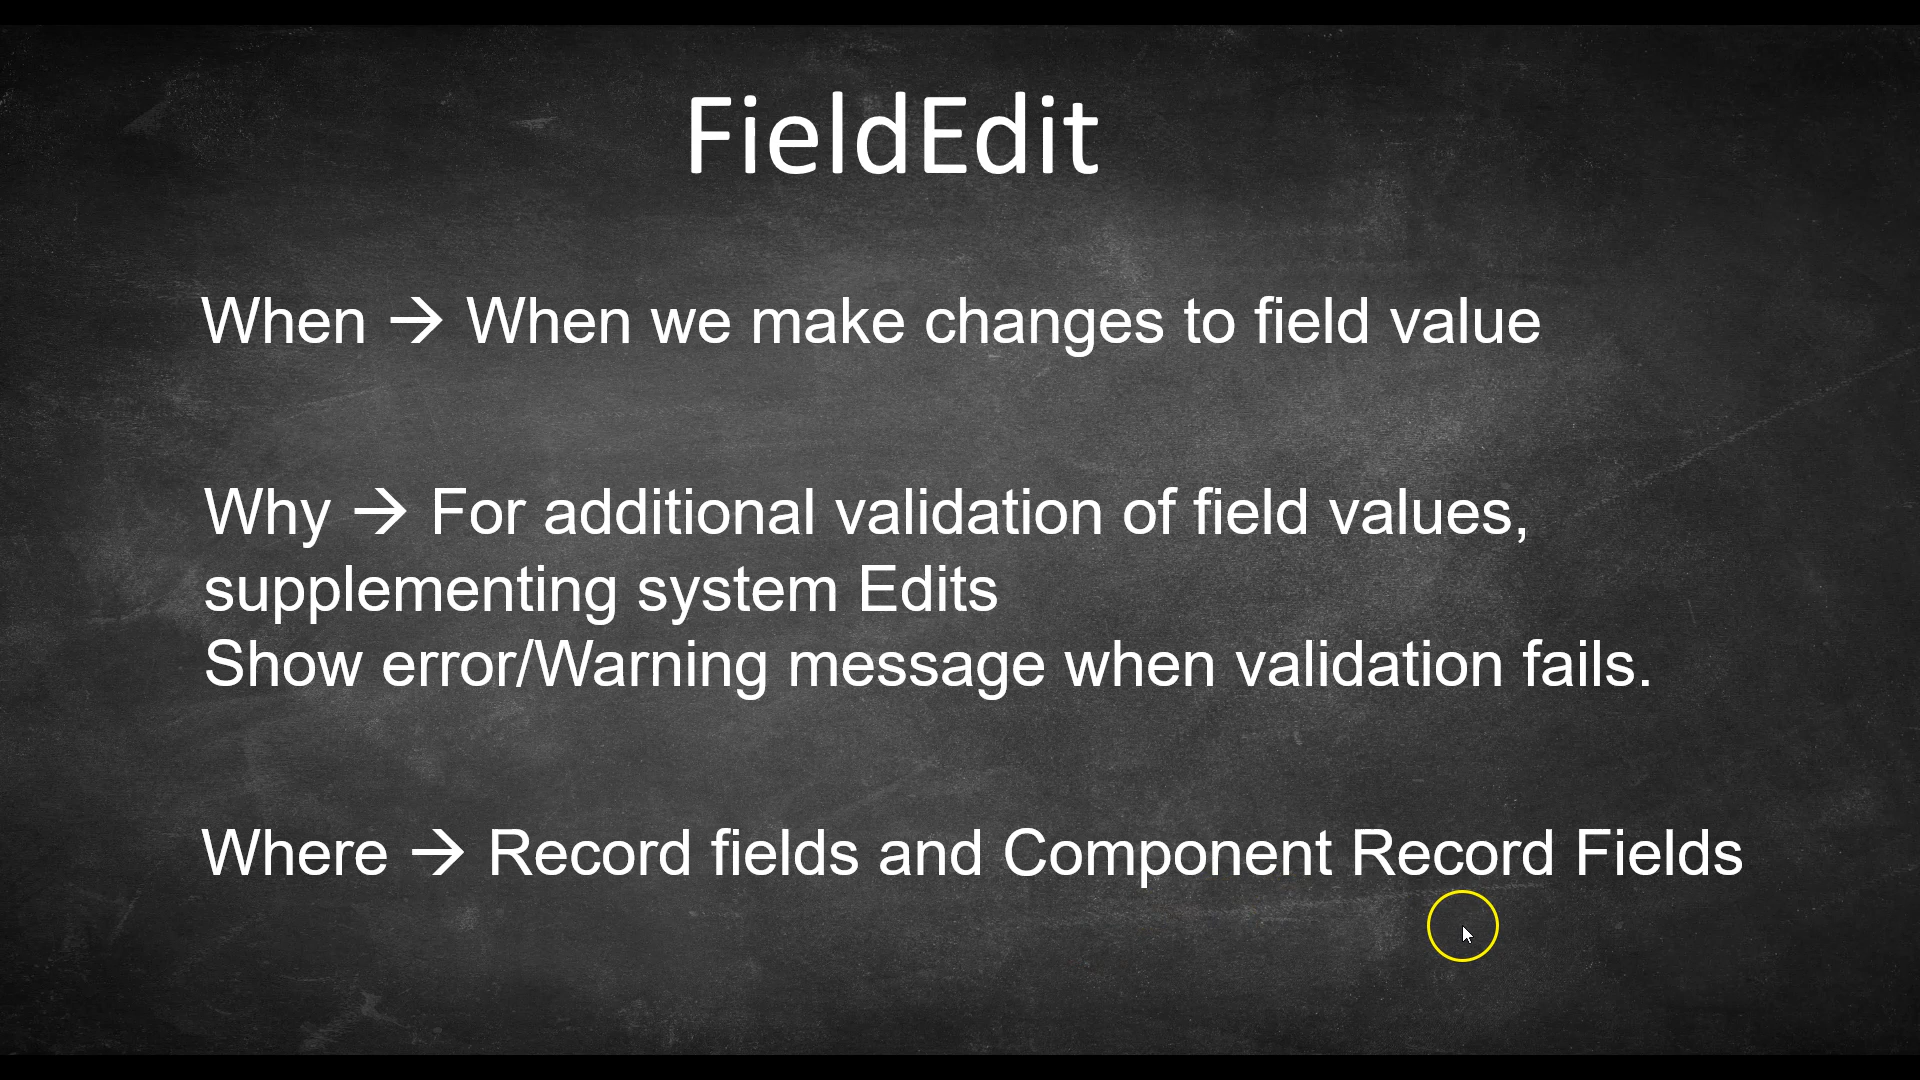 FieldEdit
When → When we make changes to field value
Why → For additional validation of field values,
supplementing system Edits
Show error/Warning message when validation fails.
Where → Record fields and Component Record Fields